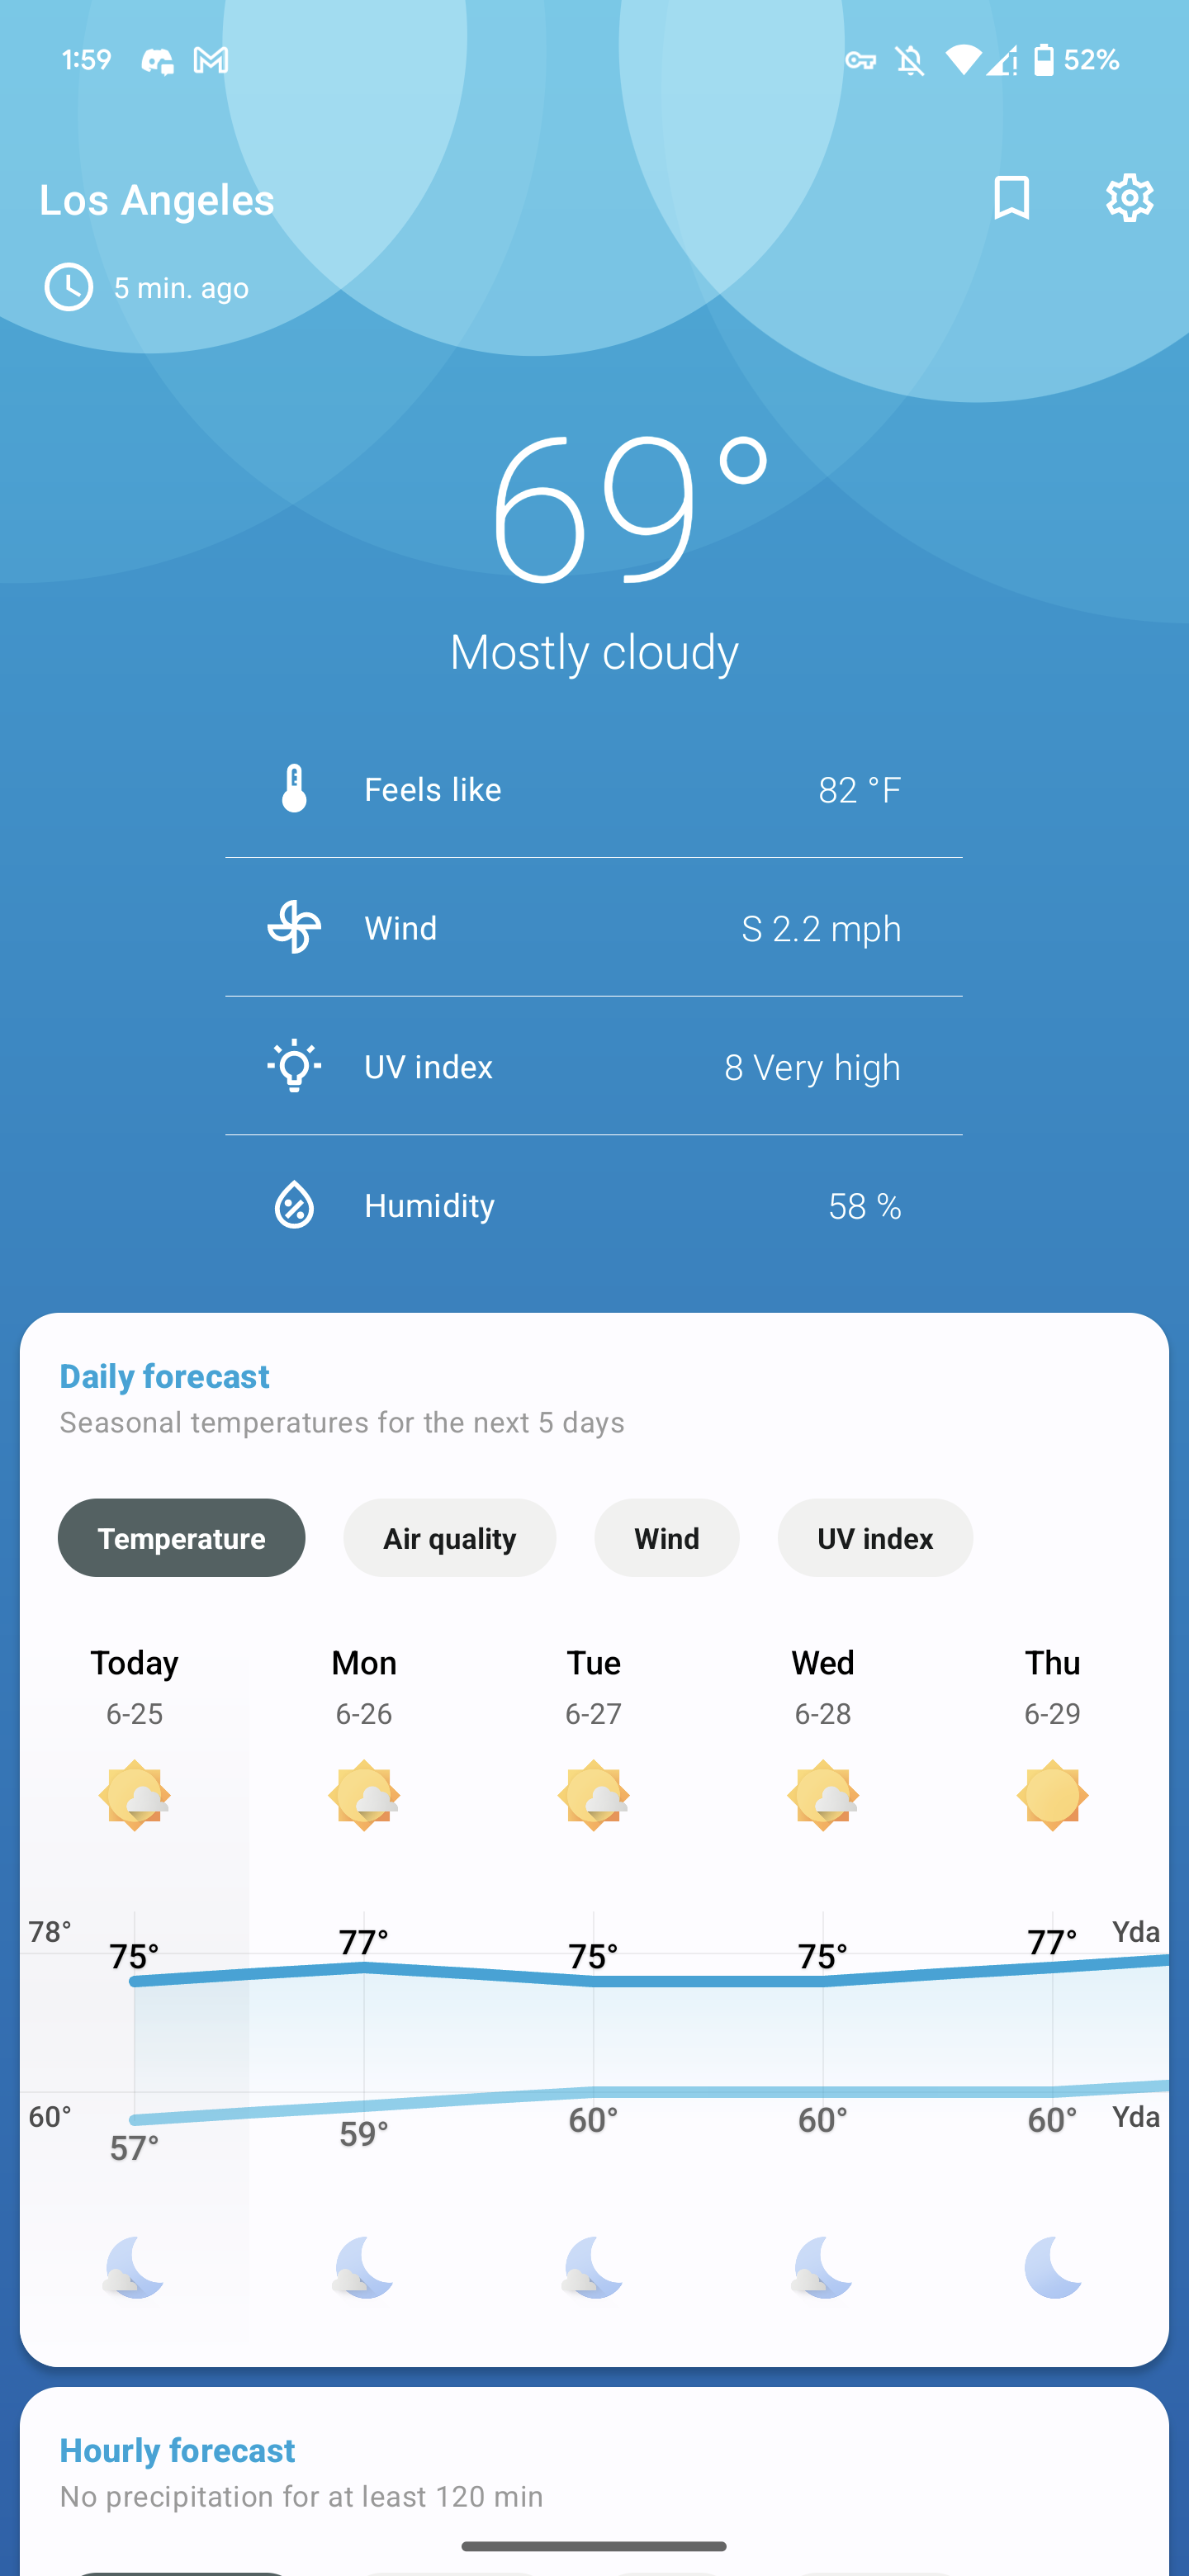 1:59 52%
Los Angeles
5 min. ago
69°
Mostly cloudy
Feels like 82 °F
Wind S 2.2 mph
UV index 8 Very high
Humidity 58 %
Daily forecast
Seasonal temperatures for the next 5 days
Temperature Air quality Wind UV index
Today Mon Tue Wed Thu
6-25 6-26 6-27 6-28 6-29
78° Yda
75° 77° 75° 75° 77°
60° Yda
57° 59° 60° 60° 60°
Hourly forecast
No precipitation for at least 120 min